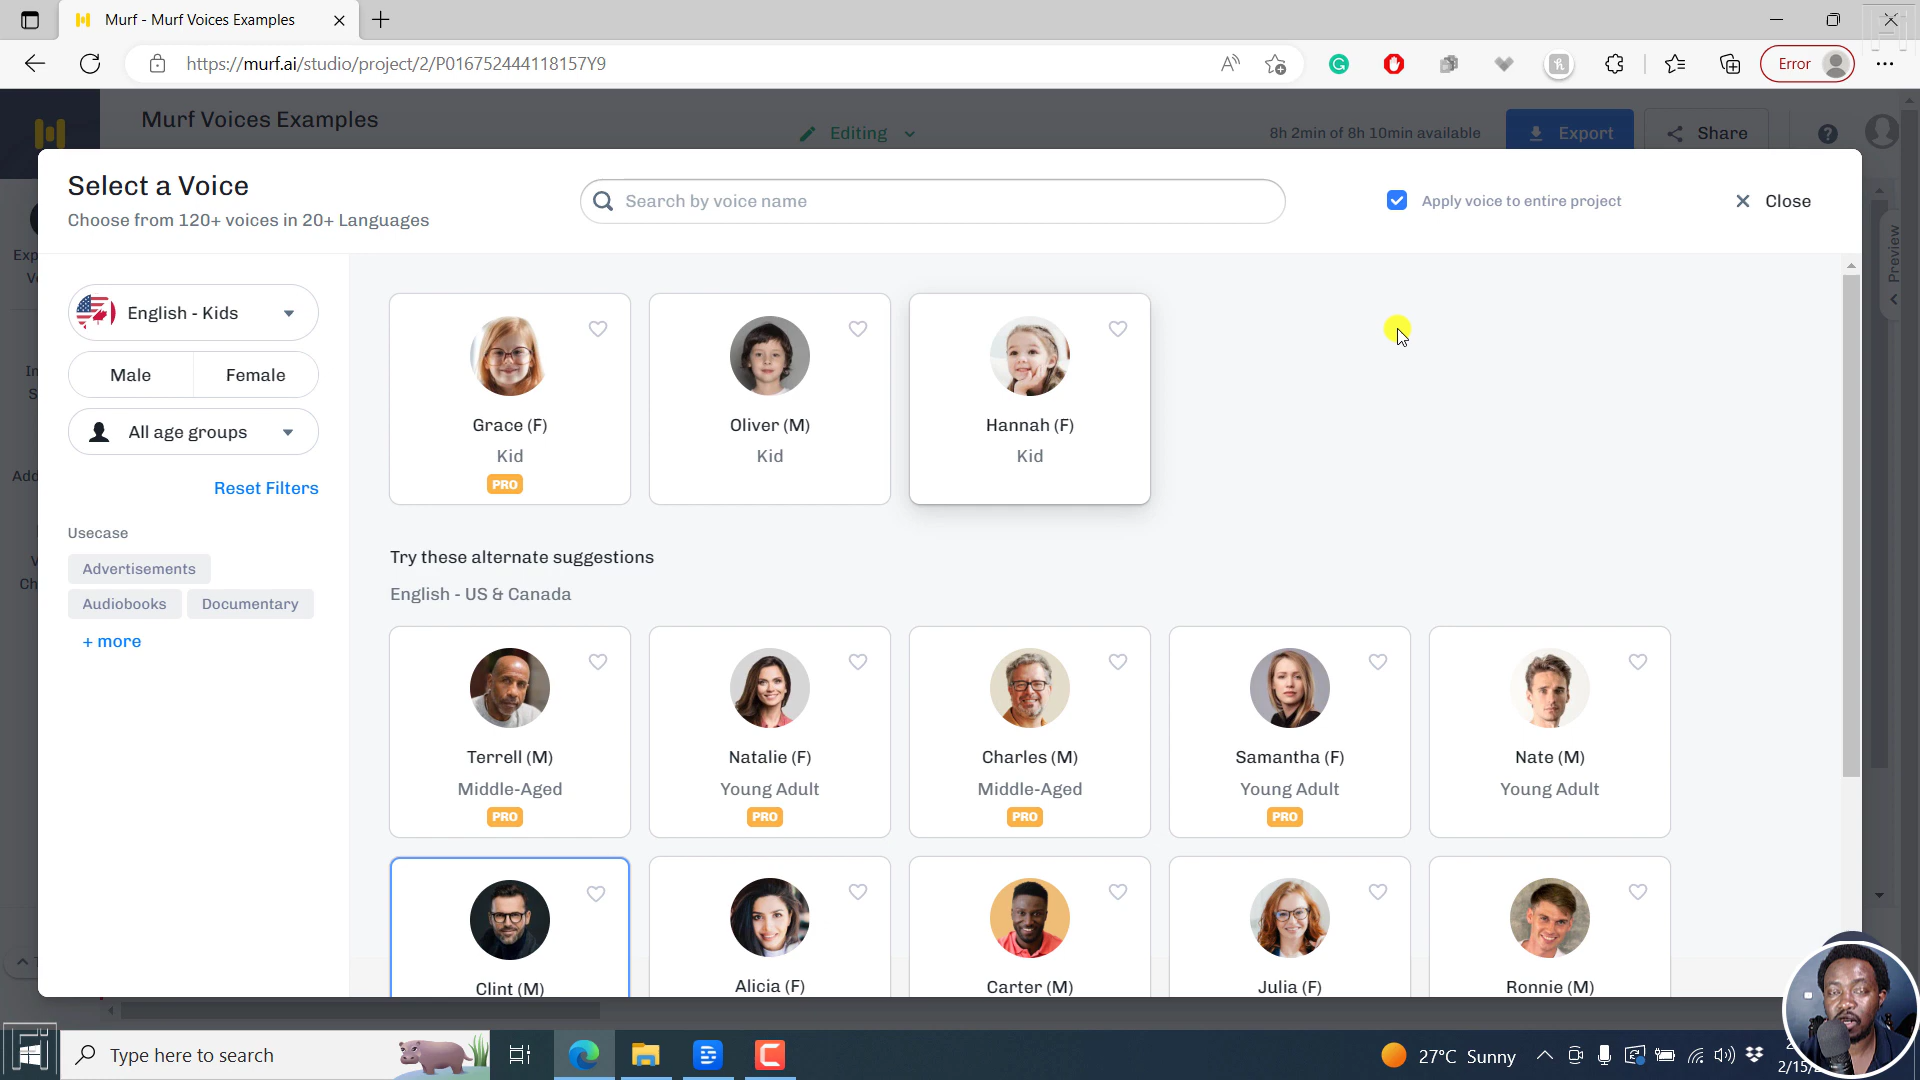 Murf - Murf Voices Examples
https://murf.ai/studio/project/2/P016752444118157Y9
Error
Murf Voices Examples
Editing
8h 2min of 8h 10min available
Export
Share
Select a Voice
Choose from 120+ voices in 20+ Languages
Search by voice name
Apply voice to entire project
Close
Preview
English - Kids
Male
Female
All age groups
Reset Filters
Usecase
Advertisements
Audiobooks
Documentary
+ more
Grace (F)
Kid
PRO
Oliver (M)
Kid
Hannah (F)
Kid
Try these alternate suggestions
English - US & Canada
Terrell (M)
Middle-Aged
PRO
Natalie (F)
Young Adult
PRO
Charles (M)
Middle-Aged
PRO
Samantha (F)
Young Adult
PRO
Nate (M)
Young Adult
Clint (M)
Alicia (F)
Carter (M)
Julia (F)
Ronnie (M)
Type here to search
27°C Sunny